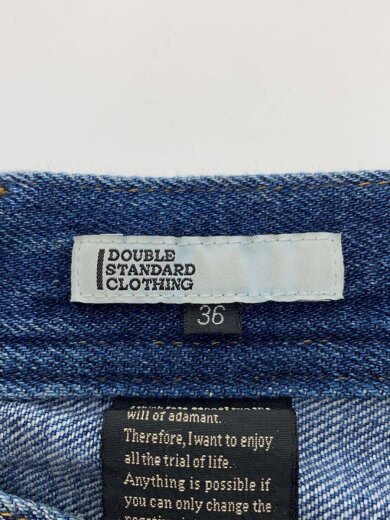 DOUBLE
STANDARD
CLOTHING
36
will of adamant.
Therefore, I want to enjoy
all the trial of life.
Anything is possible if
you can only change the